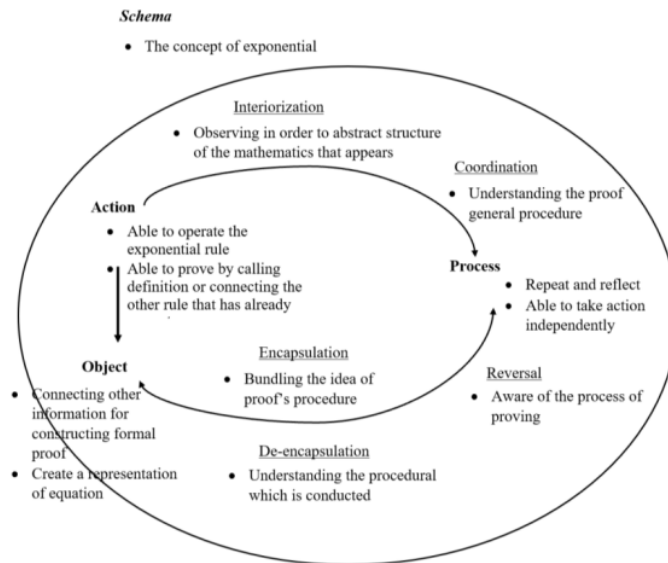 Schema
• The concept of exponential
Interiorization
• Observing in order to abstract structure
of the mathematics that appears
Coordination
• Understanding the proof
general procedure
Action
• Able to operate the
exponential rule
• Able to prove by calling
definition or connecting the
other rule that has already
Process
• Repeat and reflect
• Able to take action
independently
Object
• Connecting other
information for
constructing formal
proof
• Create a representation
of equation
Encapsulation
• Bundling the idea of
proof's procedure
Reversal
• Aware of the process of
proving
De-encapsulation
• Understanding the procedural
which is conducted